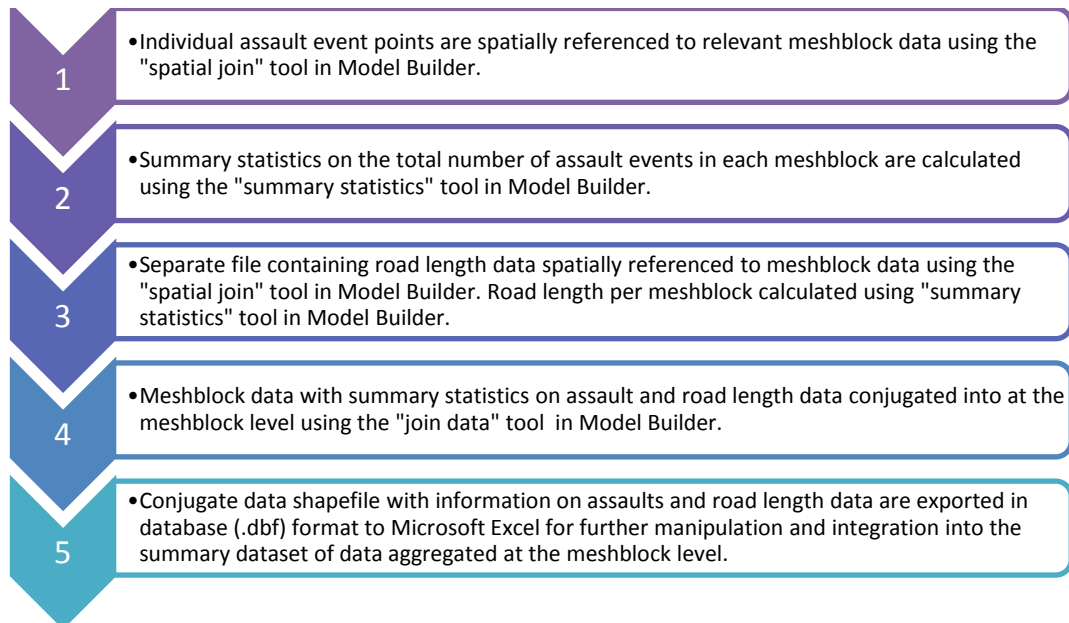 1
•Individual assault event points are spatially referenced to relevant meshblock data using the
"spatial join" tool in Model Builder.
2
•Summary statistics on the total number of assault events in each meshblock are calculated
using the "summary statistics" tool in Model Builder.
3
•Separate file containing road length data spatially referenced to meshblock data using the
"spatial join" tool in Model Builder. Road length per meshblock calculated using "summary
statistics" tool in Model Builder.
4
•Meshblock data with summary statistics on assault and road length data conjugated into at the
meshblock level using the "join data" tool  in Model Builder.
5
•Conjugate data shapefile with information on assaults and road length data are exported in
database (.dbf) format to Microsoft Excel for further manipulation and integration into the
summary dataset of data aggregated at the meshblock level.